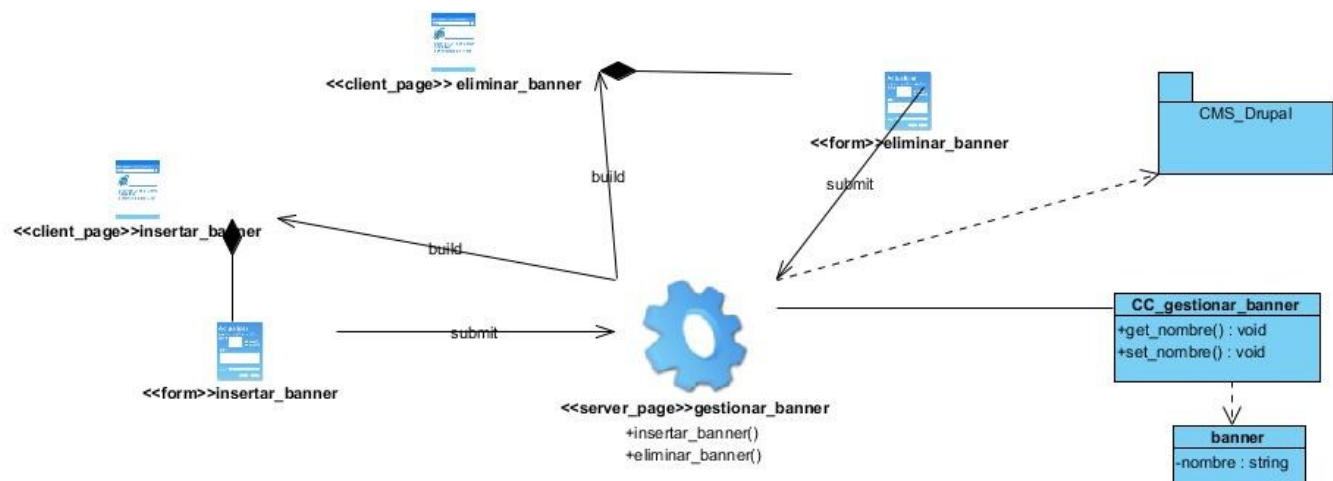 <<client_page>> eliminar_banner
CMS_Drupal
<<form>>eliminar_banner
build
submit
<<client_page>>insertar_banner
build
CC_gestionar_banner
+get_nombre() : void
+set_nombre() : void
submit
<<form>>insertar_banner
<<server_page>>gestionar_banner
+insertar_banner()
+eliminar_banner()
banner
-nombre : string